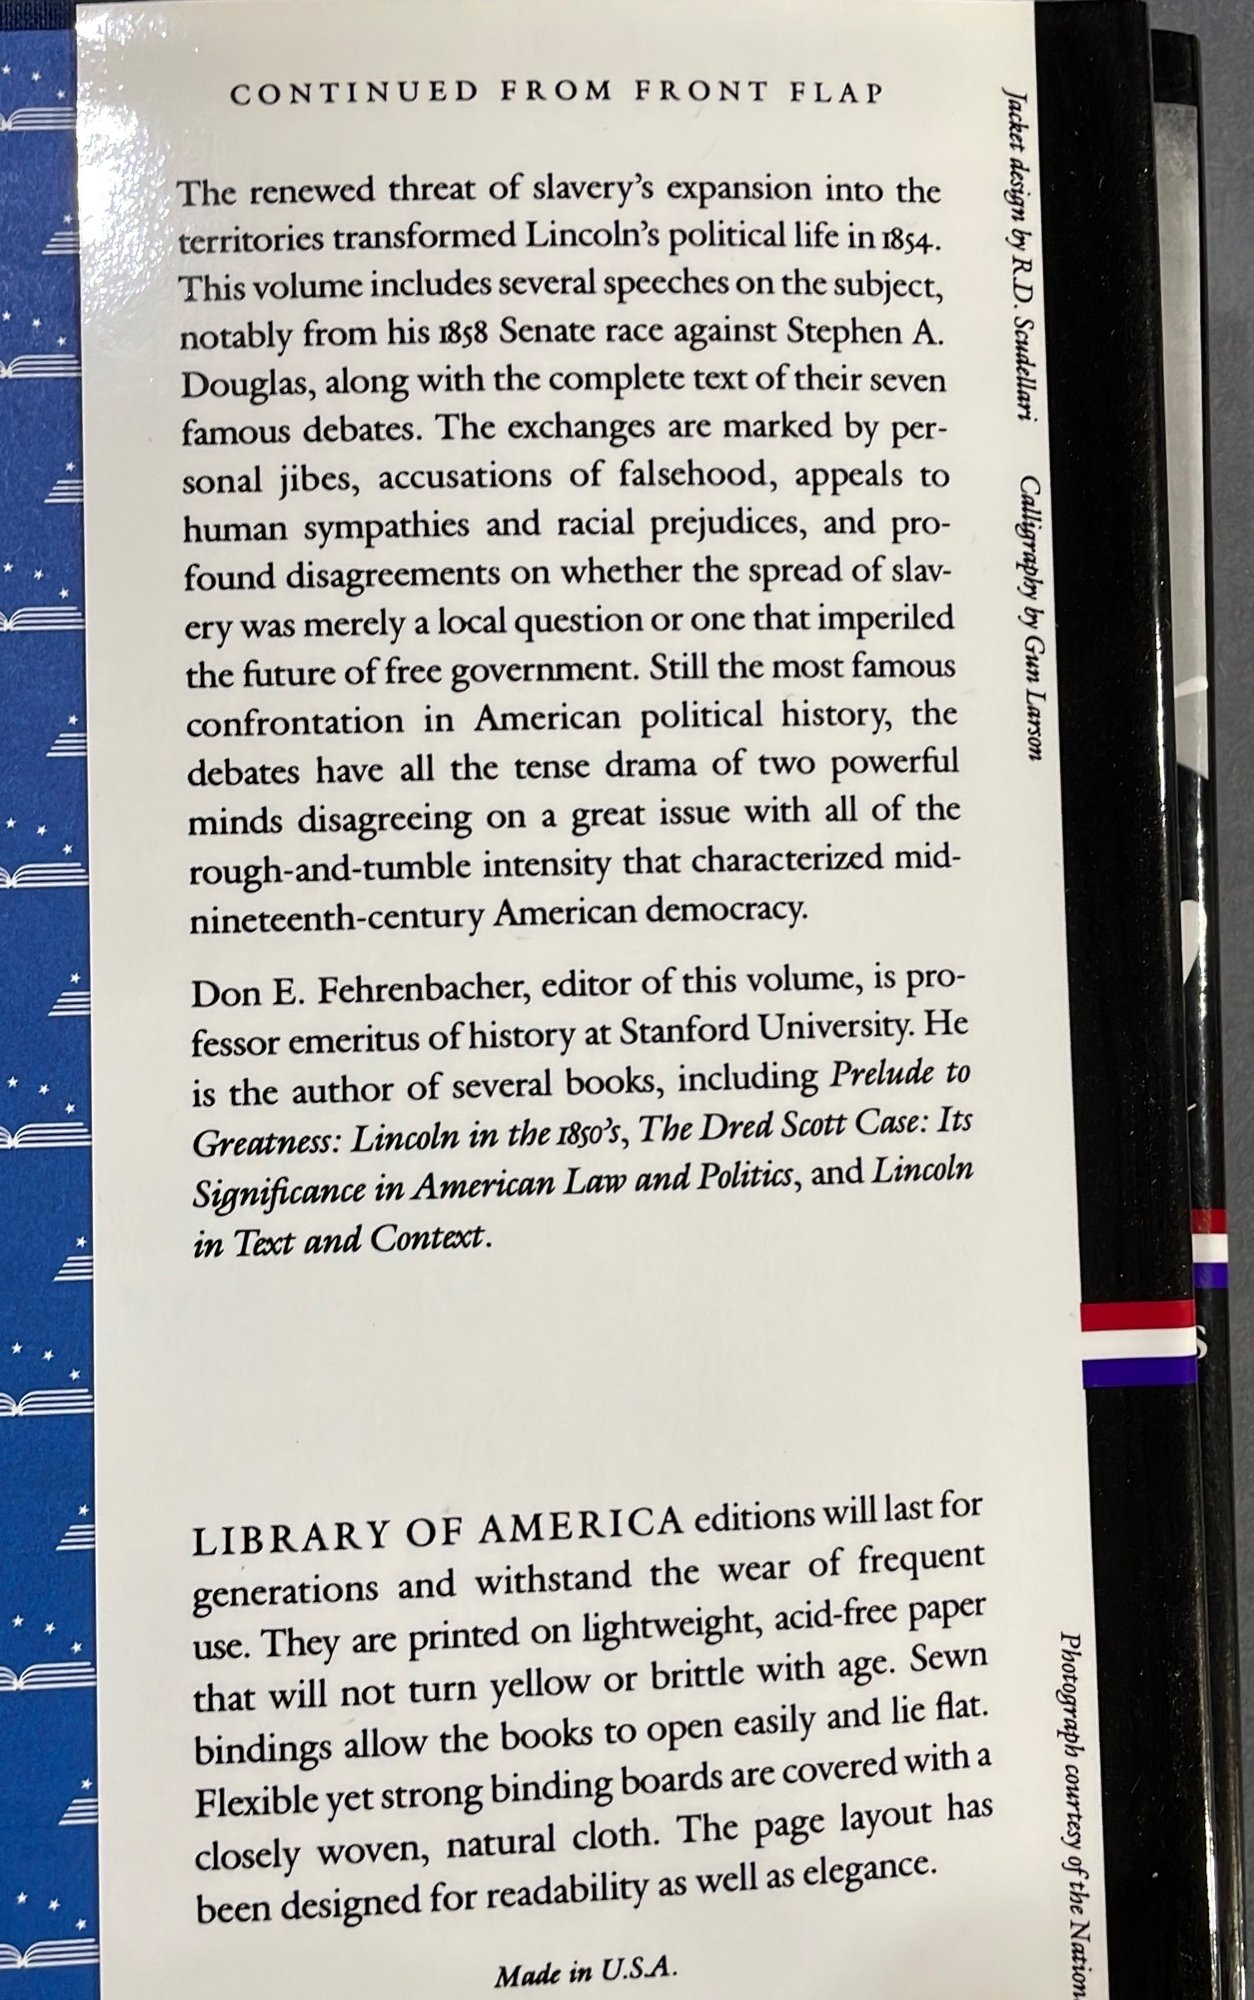 CONTINUED FROM FRONT FLAP
The renewed threat of slavery's expansion into the
territories transformed Lincoln's political life in 1854.
This volume includes several speeches on the subject,
notably from his 1858 Senate race against Stephen A.
Douglas, along with the complete text of their seven
famous debates. The exchanges are marked by per-
sonal jibes, accusations of falsehood, appeals to
human sympathies and racial prejudices, and pro-
found disagreements on whether the spread of slav-
ery was merely a local question or one that imperiled
the future of free government. Still the most famous
confrontation in American political history, the
debates have all the tense drama of two powerful
minds disagreeing on a great issue with all of the
rough-and-tumble intensity that characterized mid-
nineteenth-century American democracy.
Don E. Fehrenbacher, editor of this volume, is pro-
fessor emeritus of history at Stanford University. He
is the author of several books, including Prelude to
Greatness: Lincoln in the 1850's, The Dred Scott Case: Its
Significance in American Law and Politics, and Lincoln
in Text and Context.
LIBRARY OF AMERICA editions will last for
generations and withstand the wear of frequent
use. They are printed on lightweight, acid-free paper
that will not turn yellow or brittle with age. Sewn
bindings allow the books to open easily and lie flat.
Flexible yet strong binding boards are covered with a
closely woven, natural cloth. The page layout has
been designed for readability as well as elegance.
Made in U.S.A.
Jacket design by R.D. Scudellari Calligraphy by Gun Larson
Photograph courtesy of the Nation